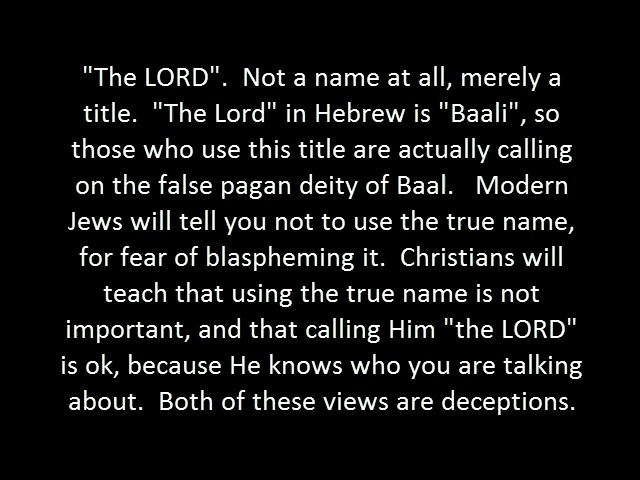 "The LORD".  Not a name at all, merely a
title.  "The Lord" in Hebrew is "Baali", so
those who use this title are actually calling
on the false pagan deity of Baal.   Modern
Jews will tell you not to use the true name,
for fear of blaspheming it.  Christians will
teach that using the true name is not
important, and that calling Him "the LORD"
is ok, because He knows who you are talking
about.  Both of these views are deceptions.